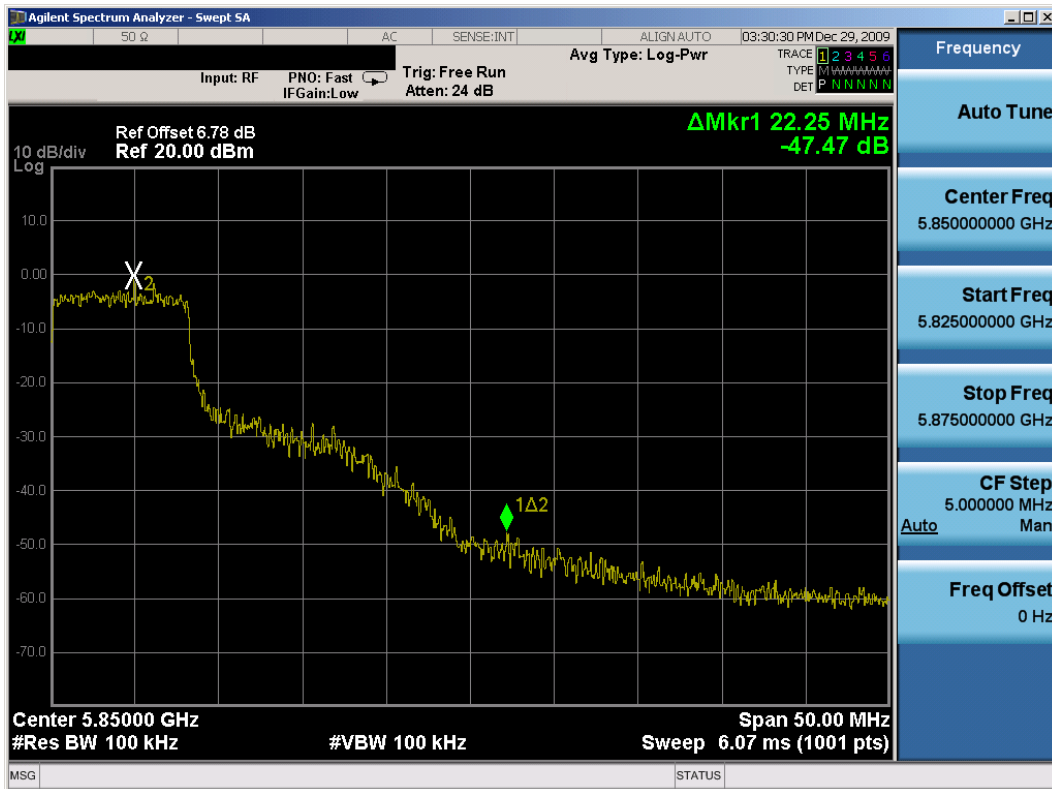 Agilent Spectrum Analyzer - Swept SA
LXI 50 Ω AC SENSE:INT ALIGNAUTO 03:30:30 PM Dec 29, 2009
Input: RF PNO: Fast IFGain:Low Trig: Free Run Atten: 24 dB Avg Type: Log-Pwr
TRACE 1 2 3 4 5 6
TYPE M WWWWW
DET P N N N N N
Frequency
ΔMkr1 22.25 MHz
-47.47 dB
Ref Offset 6.78 dB
10 dB/div Ref 20.00 dBm
Log
10.0
0.00
-10.0
-20.0
-30.0
-40.0
-50.0
-60.0
-70.0
2
1Δ2
Center 5.85000 GHz Span 50.00 MHz
#Res BW 100 kHz #VBW 100 kHz Sweep 6.07 ms (1001 pts)
Auto Tune
Center Freq
5.850000000 GHz
Start Freq
5.825000000 GHz
Stop Freq
5.875000000 GHz
CF Step
5.000000 MHz
Auto Man
Freq Offset
0 Hz
MSG STATUS